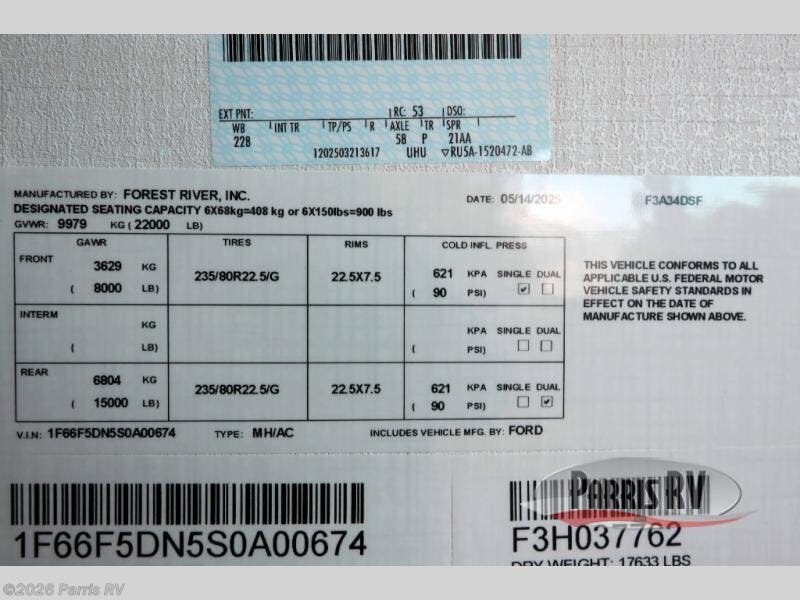 EXT PNT: RC: 53 DSO:
WB INT TR TP/PS R AXLE TR SPR
228 58 P 21AA
1202503213617 UHU ▽RU5A-1520472-AB
MANUFACTURED BY: FOREST RIVER, INC. DATE: 05/14/2025 F3A34DSF
DESIGNATED SEATING CAPACITY 6X68kg=408 kg or 6X150lbs=900 lbs
GVWR: 9979 KG ( 22000 LB)
GAWR TIRES RIMS COLD INFL. PRESS
FRONT 3629 KG 235/80R22.5/G 22.5X7.5 621 KPA SINGLE DUAL
( 8000 LB) ( 90 PSI) ☑ ☐
INTERM KG KPA SINGLE DUAL
( LB) ( PSI) ☐ ☐
REAR 6804 KG 235/80R22.5/G 22.5X7.5 621 KPA SINGLE DUAL
( 15000 LB) ( 90 PSI) ☐ ☑
THIS VEHICLE CONFORMS TO ALL
APPLICABLE U.S. FEDERAL MOTOR
VEHICLE SAFETY STANDARDS IN
EFFECT ON THE DATE OF
MANUFACTURE SHOWN ABOVE.
V.I.N: 1F66F5DN5S0A00674 TYPE: MH/AC INCLUDES VEHICLE MFG. BY: FORD
PARRIS RV
1F66F5DN5S0A00674
F3H037762
DRY WEIGHT: 17633 LBS
©2026 Parris RV